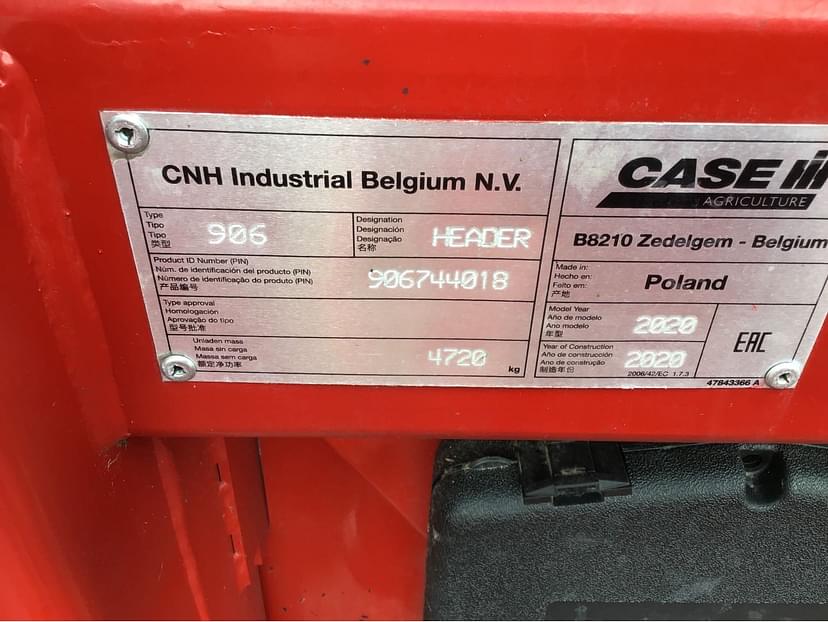 CNH Industrial Belgium N.V.
Type
Tipo
Tipo
类型
906
Designation
Designación
Designação
名称
HEADER
Product ID Number (PIN)
Núm. de identificación del producto (PIN)
Número de identificação do produto (PIN)
产品编号
906744018
Type approval
Homologación
Aprovação do tipo
型号批准
Unladen mass
Masa sin carga
Massa sem carga
额定净功率
4720
kg
CASE IH
AGRICULTURE
B8210 Zedelgem - Belgium
Made in:
Hecho en:
Feito em:
产地
Poland
Model Year
Año de modelo
Ano modelo
年型
2020
Year of Construction
Año de construcción
Ano de construção
制造年份
2020
2006/42/EC 1.7.3
EAC
47843366 A